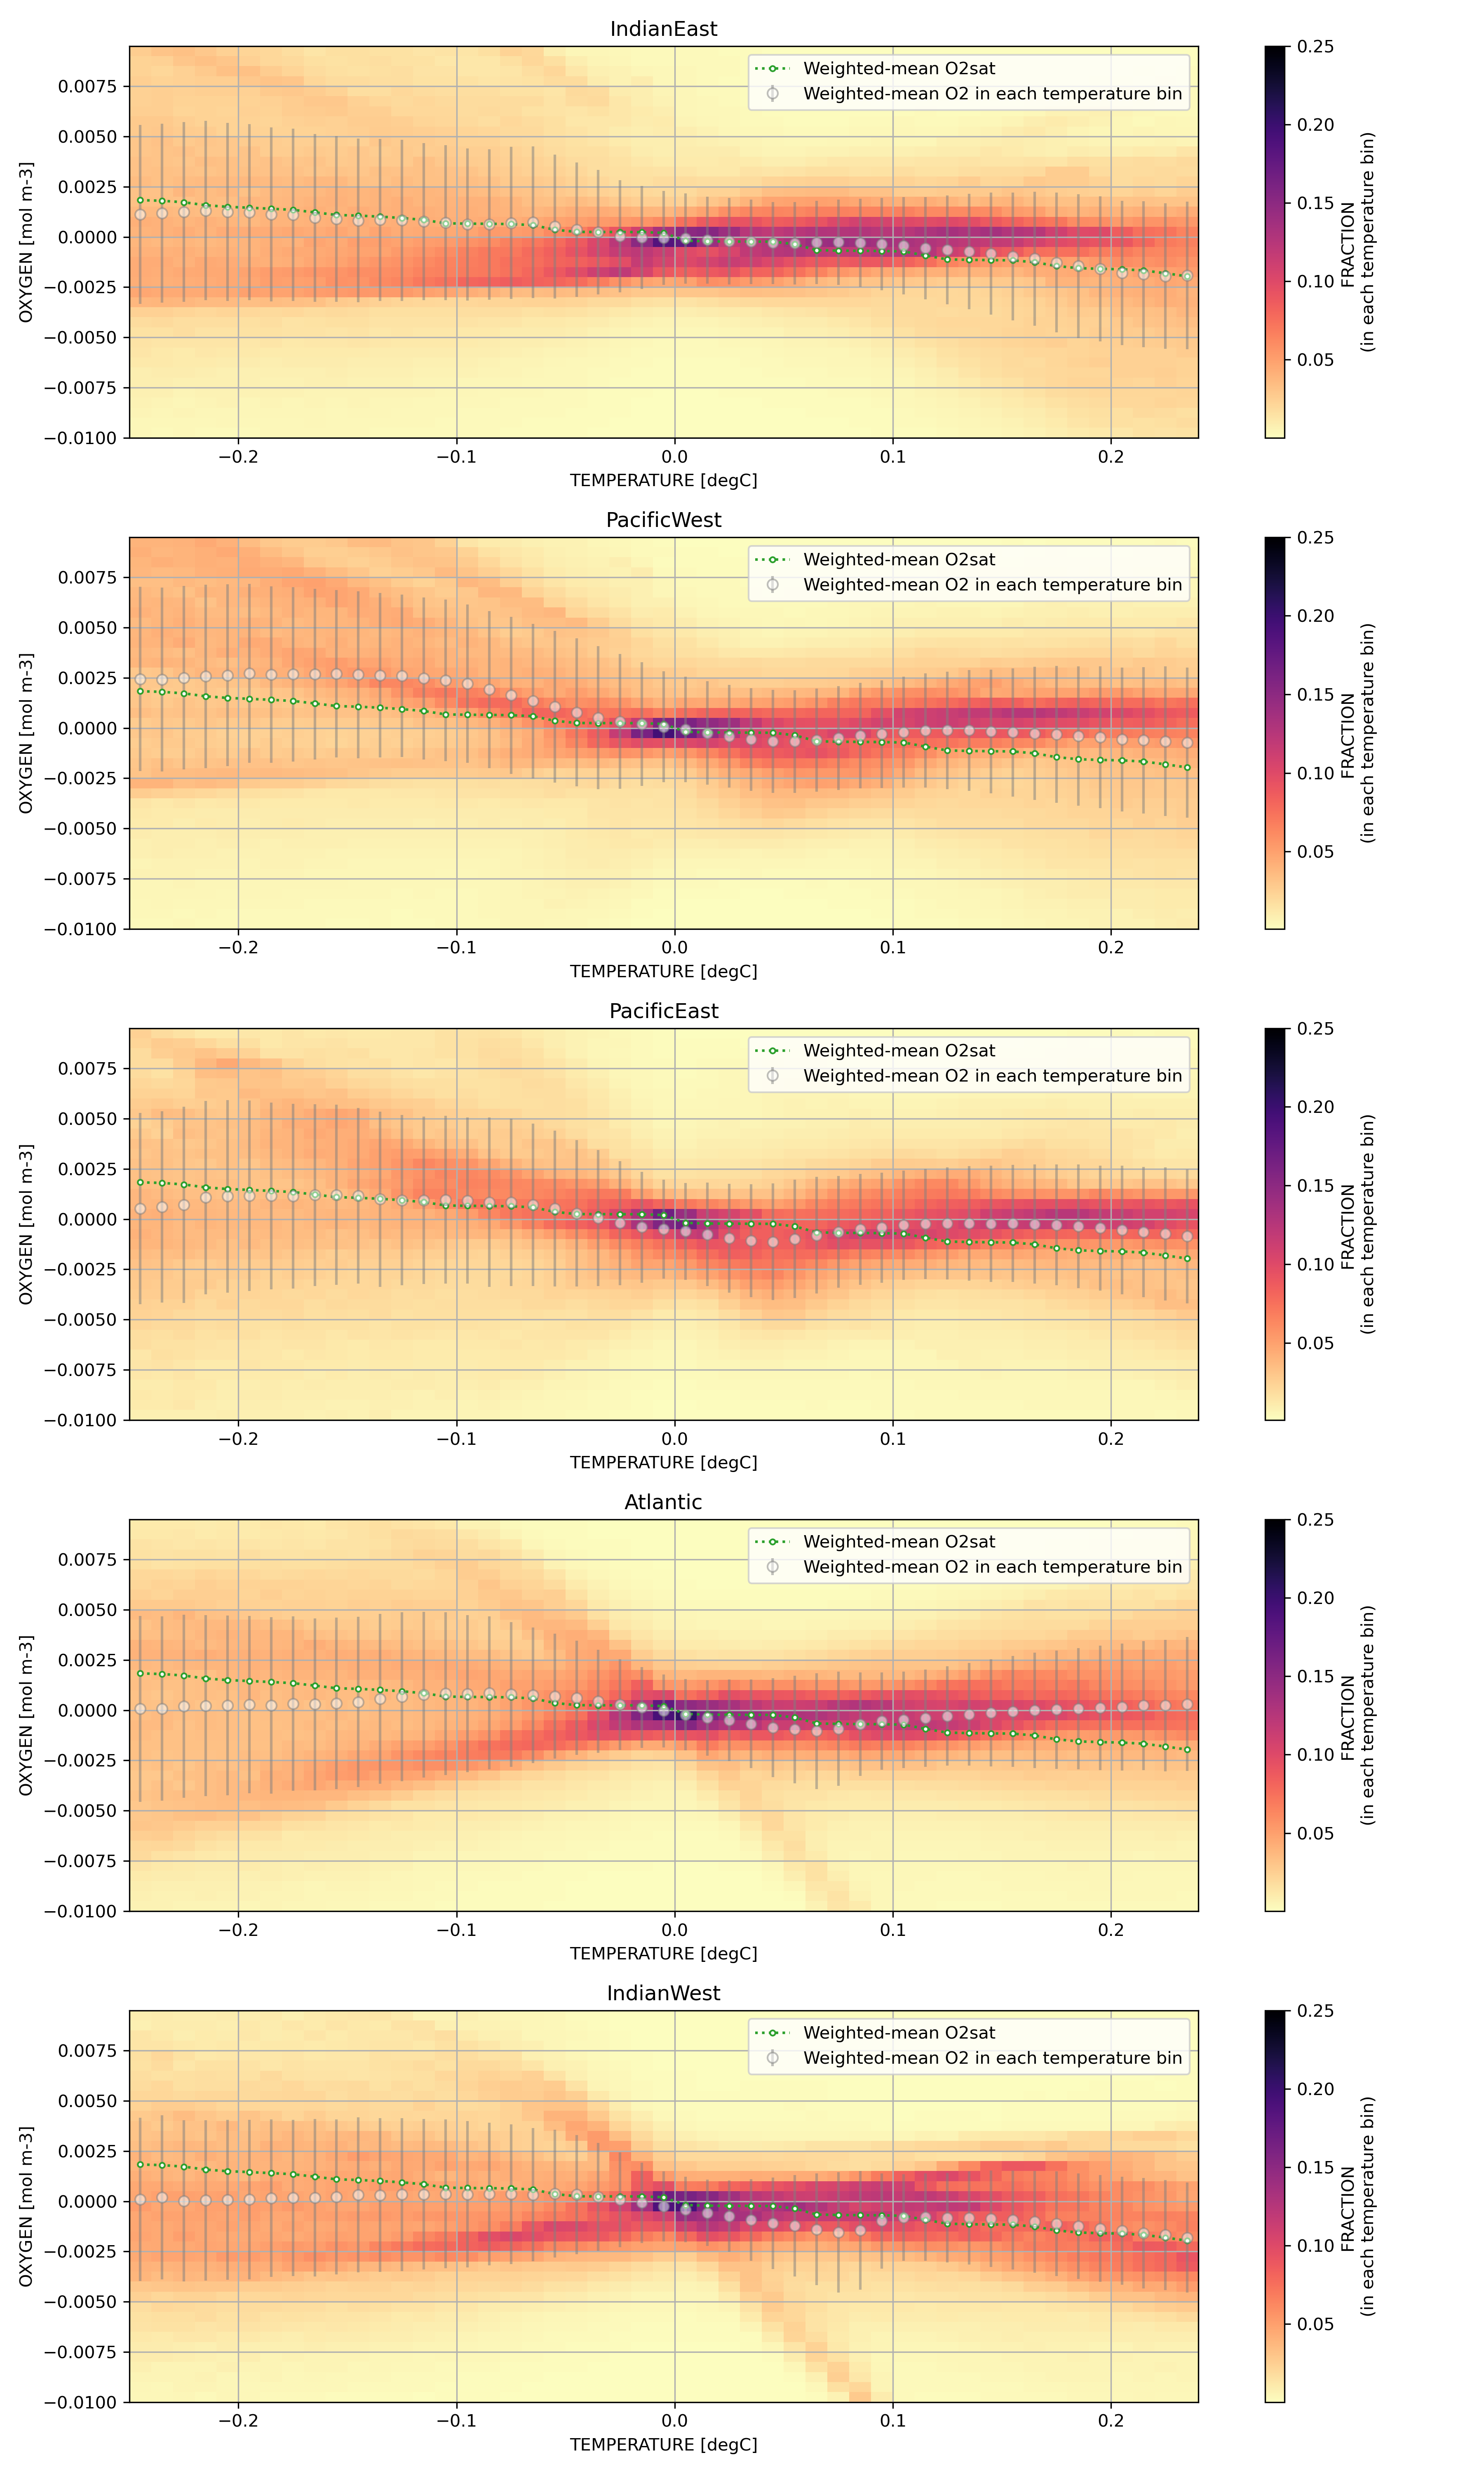 IndianEast
Weighted-mean O2sat
Weighted-mean O2 in each temperature bin
OXYGEN [mol m-3]
0.0075
0.0050
0.0025
0.0000
−0.0025
−0.0050
−0.0075
−0.0100
−0.2
−0.1
0.0
0.1
0.2
TEMPERATURE [degC]
0.25
0.20
0.15
0.10
0.05
FRACTION
(in each temperature bin)
PacificWest
Weighted-mean O2sat
Weighted-mean O2 in each temperature bin
OXYGEN [mol m-3]
0.0075
0.0050
0.0025
0.0000
−0.0025
−0.0050
−0.0075
−0.0100
−0.2
−0.1
0.0
0.1
0.2
TEMPERATURE [degC]
0.25
0.20
0.15
0.10
0.05
FRACTION
(in each temperature bin)
PacificEast
Weighted-mean O2sat
Weighted-mean O2 in each temperature bin
OXYGEN [mol m-3]
0.0075
0.0050
0.0025
0.0000
−0.0025
−0.0050
−0.0075
−0.0100
−0.2
−0.1
0.0
0.1
0.2
TEMPERATURE [degC]
0.25
0.20
0.15
0.10
0.05
FRACTION
(in each temperature bin)
Atlantic
Weighted-mean O2sat
Weighted-mean O2 in each temperature bin
OXYGEN [mol m-3]
0.0075
0.0050
0.0025
0.0000
−0.0025
−0.0050
−0.0075
−0.0100
−0.2
−0.1
0.0
0.1
0.2
TEMPERATURE [degC]
0.25
0.20
0.15
0.10
0.05
FRACTION
(in each temperature bin)
IndianWest
Weighted-mean O2sat
Weighted-mean O2 in each temperature bin
OXYGEN [mol m-3]
0.0075
0.0050
0.0025
0.0000
−0.0025
−0.0050
−0.0075
−0.0100
−0.2
−0.1
0.0
0.1
0.2
TEMPERATURE [degC]
0.25
0.20
0.15
0.10
0.05
FRACTION
(in each temperature bin)